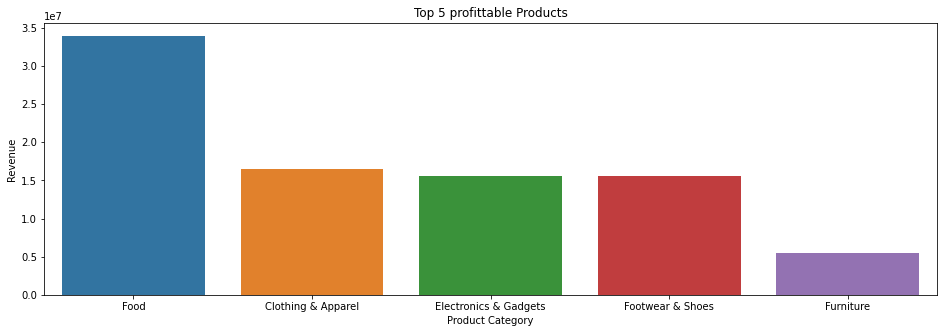 Top 5 profittable Products
1e7
3.5
3.0
2.5
2.0
1.5
1.0
0.5
0.0
Revenue
Food
Clothing & Apparel
Electronics & Gadgets
Footwear & Shoes
Furniture
Product Category